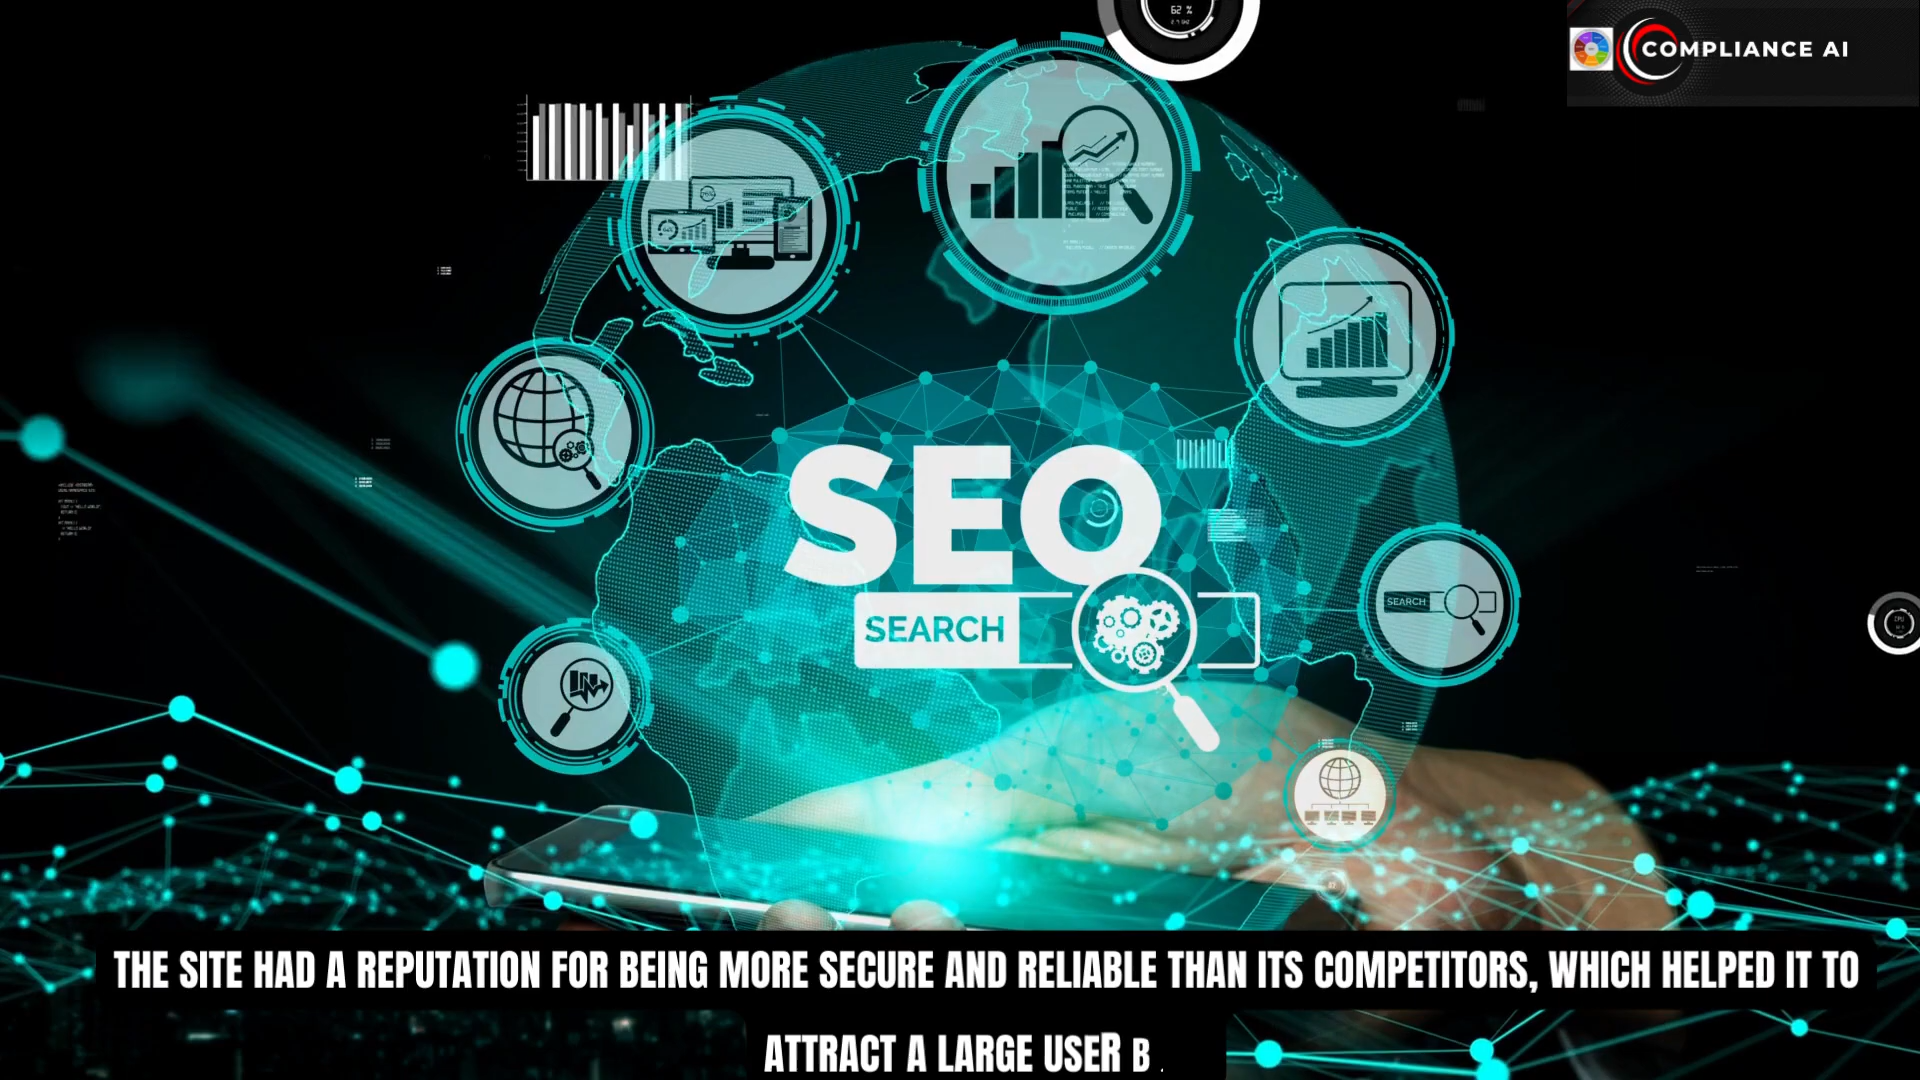 62 %
COMPLIANCE AI
SEO
SEARCH
SEARCH
THE SITE HAD A REPUTATION FOR BEING MORE SECURE AND RELIABLE THAN ITS COMPETITORS, WHICH HELPED IT TO
ATTRACT A LARGE USER B